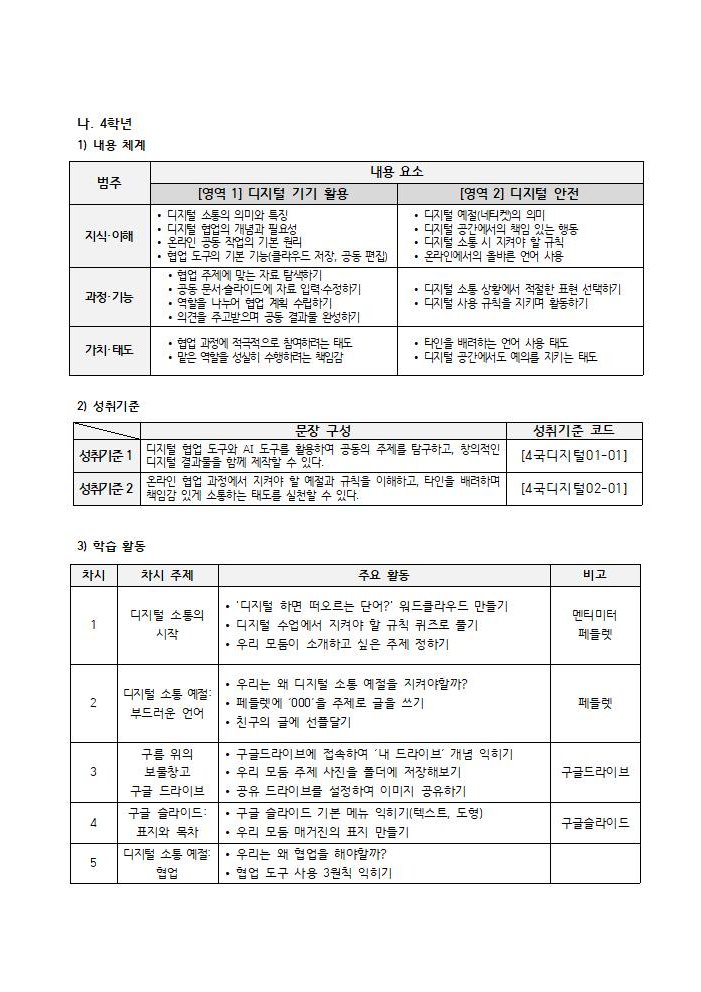 나. 4학년
1) 내용 체계
범주
내용 요소
[영역 1] 디지털 기기 활용
[영역 2] 디지털 안전
지식·이해
• 디지털 소통의 의미와 특징
• 디지털 협업의 개념과 필요성
• 온라인 공동 작업의 기본 원리
• 협업 도구의 기본 기능(클라우드 저장, 공동 편집)
• 디지털 예절(네티켓)의 의미
• 디지털 공간에서의 책임 있는 행동
• 디지털 소통 시 지켜야 할 규칙
• 온라인에서의 올바른 언어 사용
과정·기능
• 협업 주제에 맞는 자료 탐색하기
• 공동 문서·슬라이드에 자료 입력·수정하기
• 역할을 나누어 협업 계획 수립하기
• 의견을 주고받으며 공동 결과물 완성하기
• 디지털 소통 상황에서 적절한 표현 선택하기
• 디지털 사용 규칙을 지키며 활동하기
가치·태도
• 협업 과정에 적극적으로 참여하려는 태도
• 맡은 역할을 성실히 수행하려는 책임감
• 타인을 배려하는 언어 사용 태도
• 디지털 공간에서도 예의를 지키는 태도
2) 성취기준
문장 구성
성취기준 코드
성취기준 1
디지털 협업 도구와 AI 도구를 활용하여 공동의 주제를 탐구하고, 창의적인
디지털 결과물을 함께 제작할 수 있다.
[4국디지털01-01]
성취기준 2
온라인 협업 과정에서 지켜야 할 예절과 규칙을 이해하고, 타인을 배려하며
책임감 있게 소통하는 태도를 실천할 수 있다.
[4국디지털02-01]
3) 학습 활동
차시
차시 주제
주요 활동
비고
1
디지털 소통의
시작
• '디지털 하면 떠오르는 단어?' 워드클라우드 만들기
• 디지털 수업에서 지켜야 할 규칙 퀴즈로 풀기
• 우리 모둠이 소개하고 싶은 주제 정하기
멘티미터
페들렛
2
디지털 소통 예절:
부드러운 언어
• 우리는 왜 디지털 소통 예절을 지켜야할까?
• 페들렛에 '000'을 주제로 글을 쓰기
• 친구의 글에 선플달기
페들렛
3
구름 위의
보물창고
구글 드라이브
• 구글드라이브에 접속하여 '내 드라이브' 개념 익히기
• 우리 모둠 주제 사진을 폴더에 저장해보기
• 공유 드라이브를 설정하여 이미지 공유하기
구글드라이브
4
구글 슬라이드:
표지와 목차
• 구글 슬라이드 기본 메뉴 익히기(텍스트, 도형)
• 우리 모둠 매거진의 표지 만들기
구글슬라이드
5
디지털 소통 예절:
협업
• 우리는 왜 협업을 해야할까?
• 협업 도구 사용 3원칙 익히기